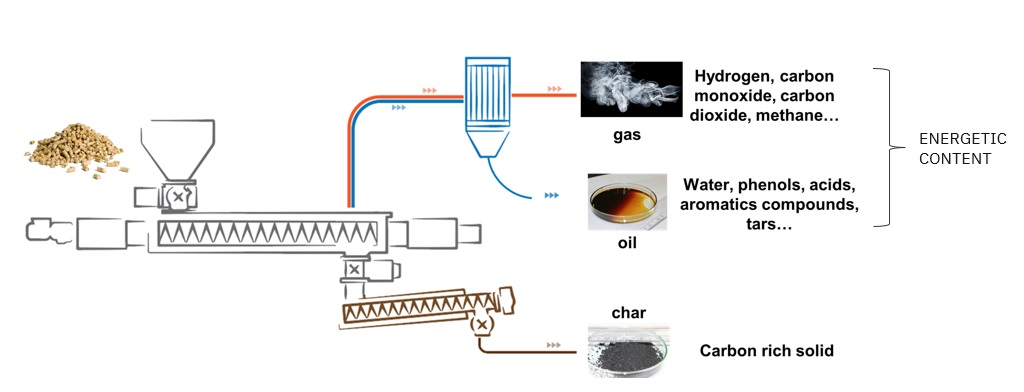 Hydrogen, carbon
monoxide, carbon
dioxide, methane...
gas
ENERGETIC
CONTENT
Water, phenols, acids,
aromatics compounds,
tars...
oil
char
Carbon rich solid